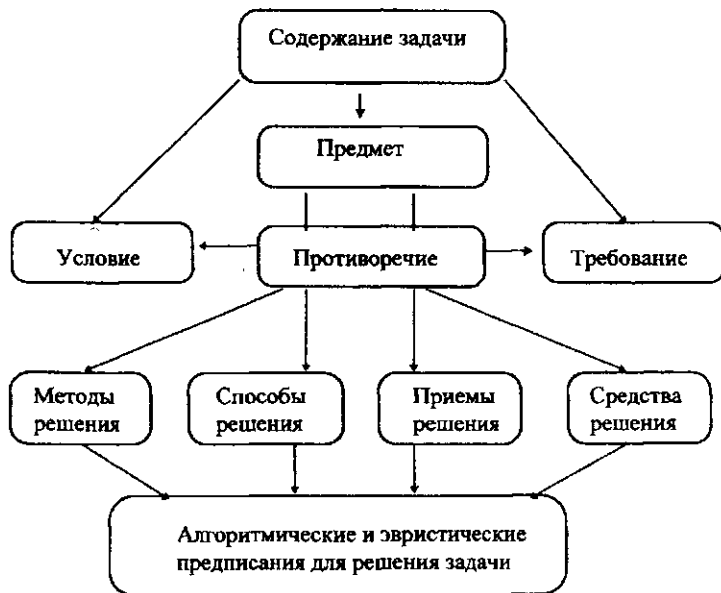 Содержание задачи
Предмет
Условие
Противоречие
Требование
Методы
решения
Способы
решения
Приемы
решения
Средства
решения
Алгоритмические и эвристические
предписания для решения задачи